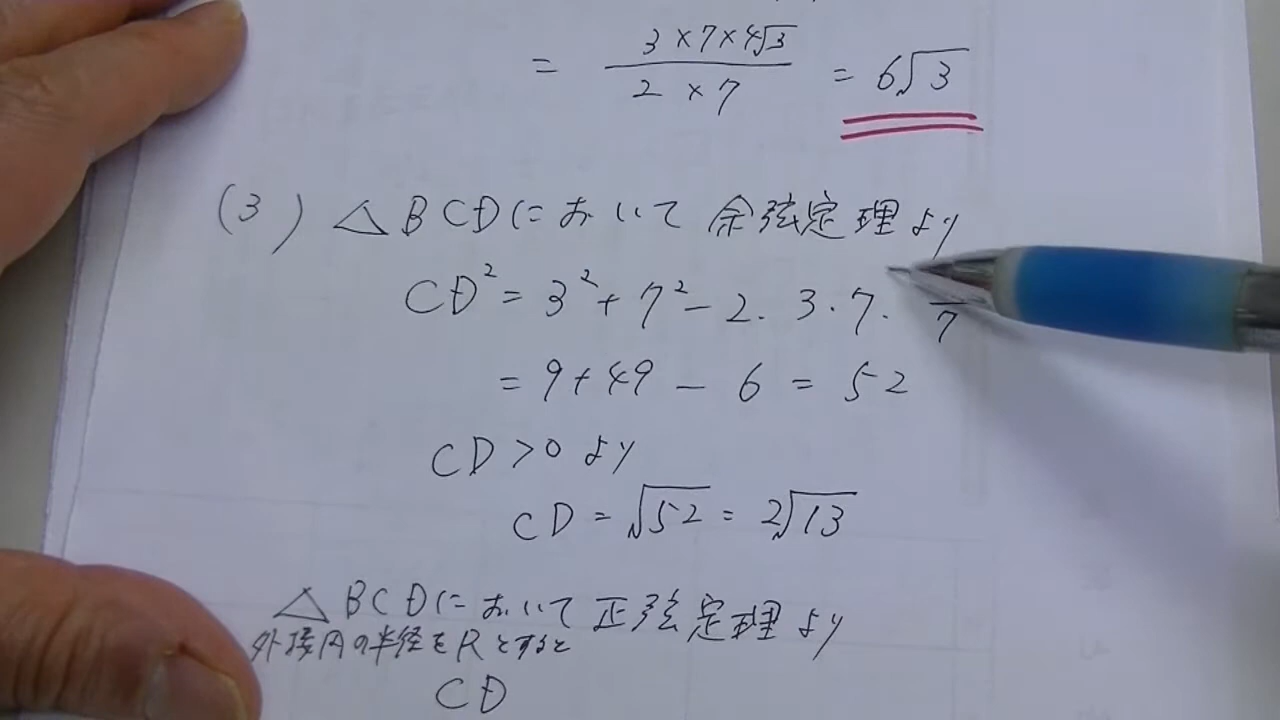 = 3×7×4√3 / 2×7 = 6√3
(3) △BCDにおいて 余弦定理より
CD² = 3² + 7² - 2・3・7・ /7
= 9+49 - 6 = 52
CD>0 より
CD = √52 = 2√13
△BCDにおいて 正弦定理より
外接円の半径をRとすると
CD